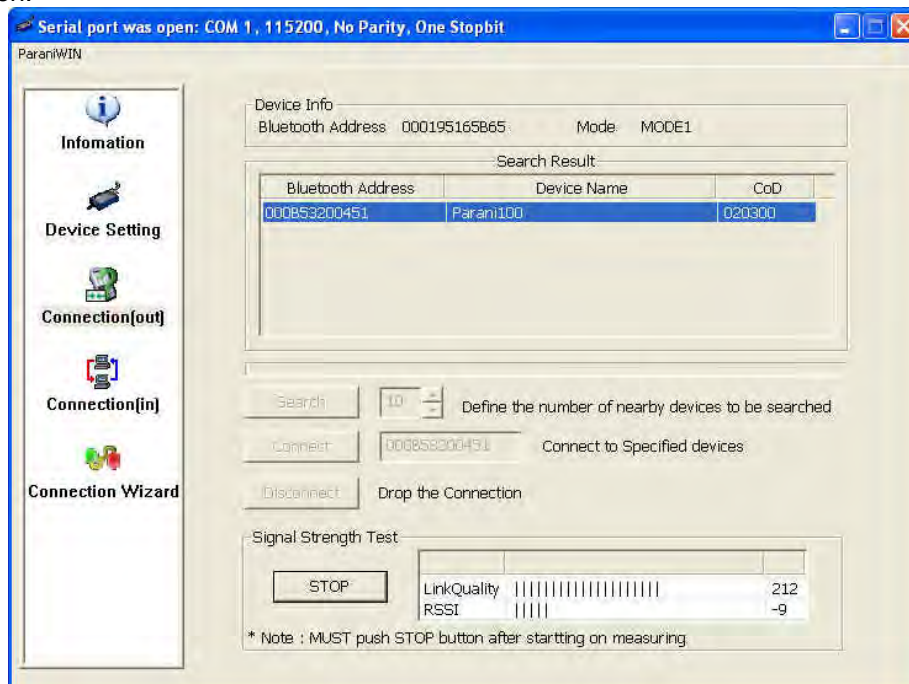 Serial port was open: COM 1, 115200, No Parity, One Stopbit
ParaniWIN
Infomation
Device Setting
Connection(out)
Connection(in)
Connection Wizard
Device Info
Bluetooth Address 000195165B65 Mode MODE1
Search Result
Bluetooth Address Device Name CoD
000B53200451 Parani100 020300
Search 10 Define the number of nearby devices to be searched
Connect 000B53200451 Connect to Specified devices
Disconnect Drop the Connection
Signal Strength Test
STOP
LinkQuality |||||||||||||||||||| 212
RSSI ||||| -9
* Note : MUST push STOP button after startting on measuring